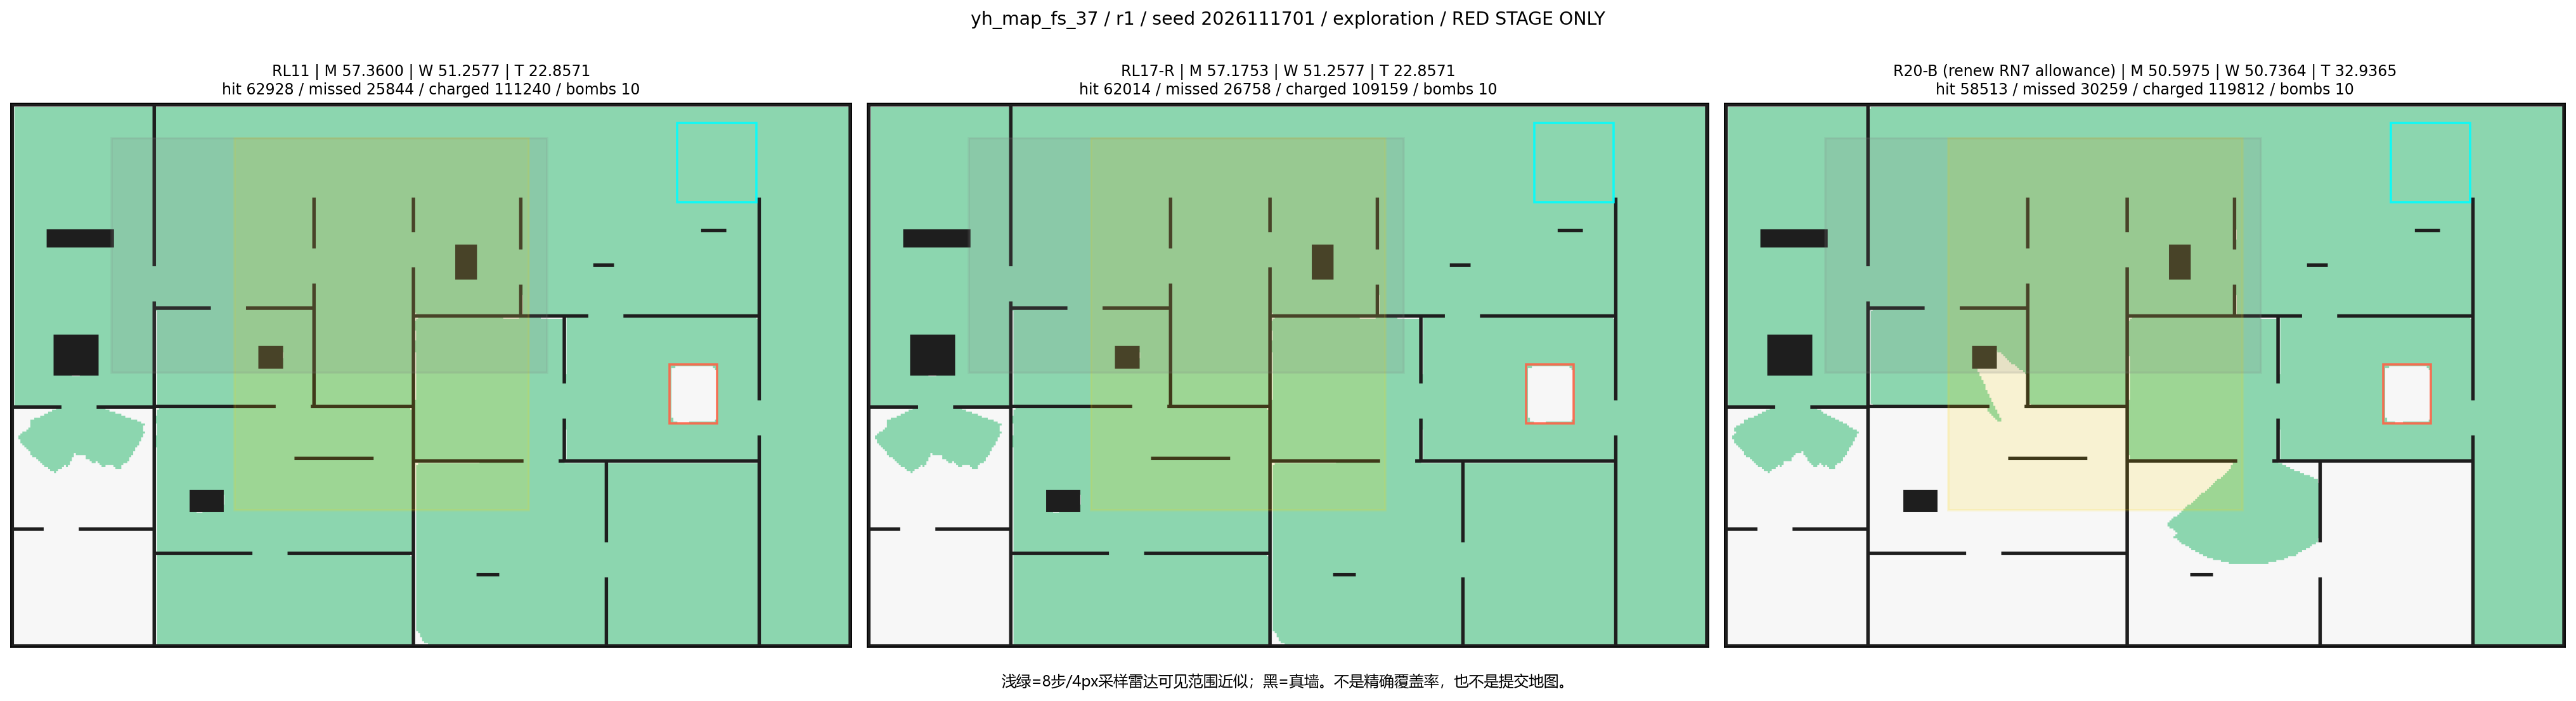 yh_map_fs_37 / r1 / seed 2026111701 / exploration / RED STAGE ONLY
RL11 | M 57.3600 | W 51.2577 | T 22.8571
hit 62928 / missed 25844 / charged 111240 / bombs 10
RL17-R | M 57.1753 | W 51.2577 | T 22.8571
hit 62014 / missed 26758 / charged 109159 / bombs 10
R20-B (renew RN7 allowance) | M 50.5975 | W 50.7364 | T 32.9365
hit 58513 / missed 30259 / charged 119812 / bombs 10
浅绿=8步/4px采样雷达可见范围近似；黑=真墙。不是精确覆盖率，也不是提交地图。